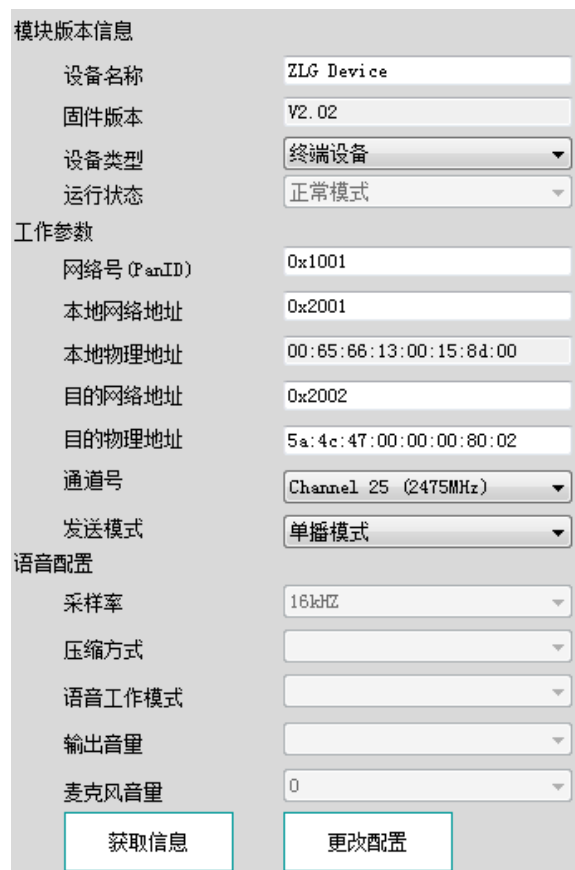 模块版本信息
设备名称 ZLG Device
固件版本 V2.02
设备类型 终端设备
运行状态 正常模式
工作参数
网络号(PanID) 0x1001
本地网络地址 0x2001
本地物理地址 00:65:66:13:00:15:8d:00
目的网络地址 0x2002
目的物理地址 5a:4c:47:00:00:00:80:02
通道号 Channel 25 (2475MHz)
发送模式 单播模式
语音配置
采样率 16kHZ
压缩方式
语音工作模式
输出音量
麦克风音量 0
获取信息 更改配置